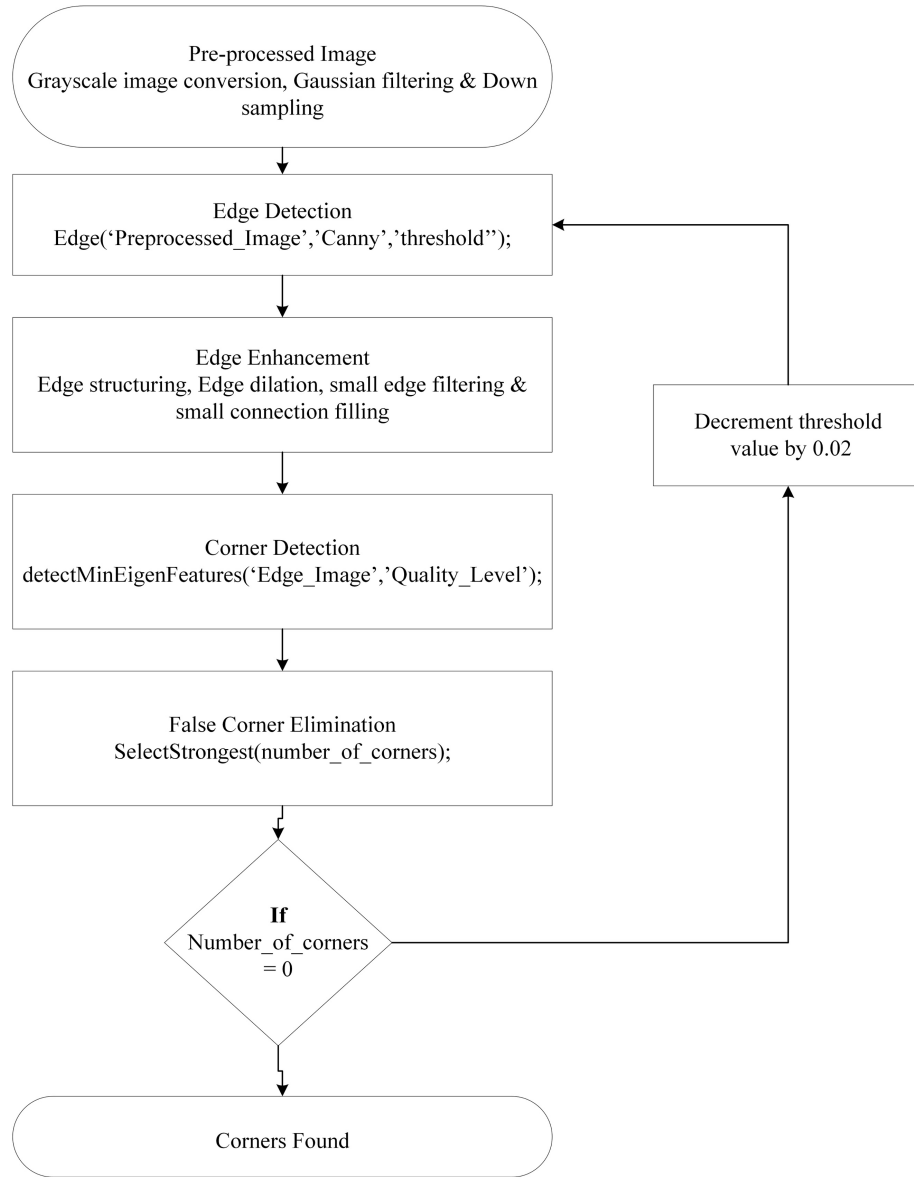 Pre-processed Image
Grayscale image conversion, Gaussian filtering & Down
sampling
Edge Detection
Edge(‘Preprocessed_Image’,’Canny’,’threshold’’);
Edge Enhancement
Edge structuring, Edge dilation, small edge filtering &
small connection filling
Decrement threshold
value by 0.02
Corner Detection
detectMinEigenFeatures(‘Edge_Image’,’Quality_Level’);
False Corner Elimination
SelectStrongest(number_of_corners);
If
Number_of_corners
= 0
Corners Found